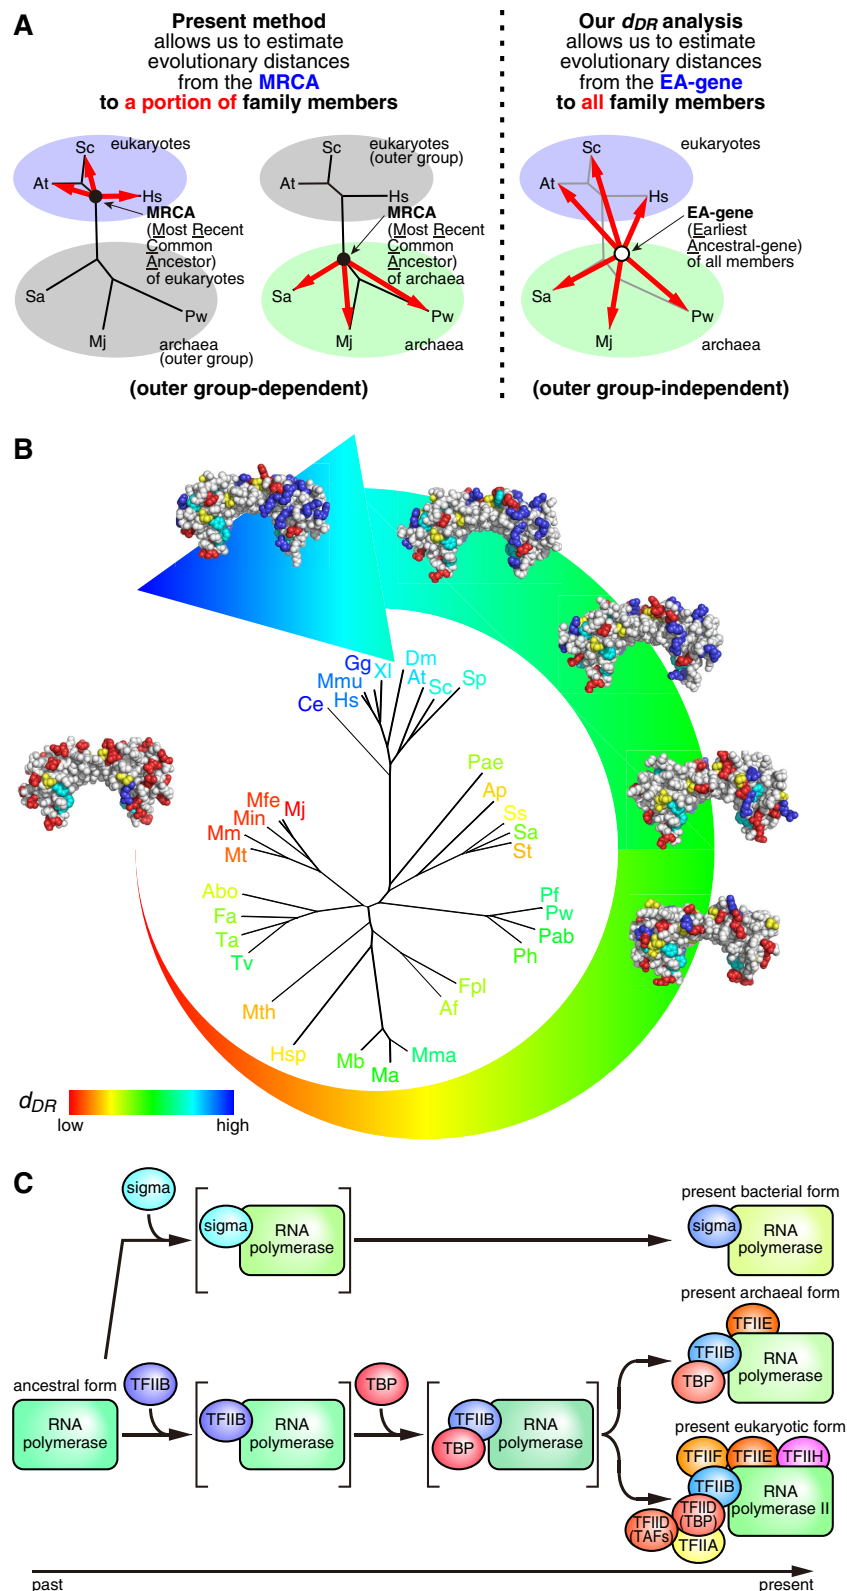 A
Present method
allows us to estimate
evolutionary distances
from the MRCA
to a portion of family members
Our dDR analysis
allows us to estimate
evolutionary distances
from the EA-gene
to all family members
Sc
eukaryotes
At
Hs
MRCA
(Most Recent
Common
Ancestor)
of eukaryotes
Sa
Pw
Mj
archaea
(outer group)
Sc
eukaryotes
(outer group)
At
Hs
MRCA
(Most Recent
Common
Ancestor)
of archaea
Sa
Pw
Mj
archaea
(outer group-dependent)
Sc
eukaryotes
At
Hs
EA-gene
(Earliest
Ancestral-gene)
of all members
Sa
Pw
Mj
archaea
(outer group-independent)
B
Gg
Xl
Dm
Mmu
At
Hs
Sc
Sp
Ce
Pae
Ap
Ss
Sa
St
Mfe
Mj
Min
Mm
Mt
Abo
Fa
Ta
Tv
Pf
Pw
Pab
Ph
Mth
Fpl
Af
Hsp
Mb
Ma
Mma
dDR
low
high
C
sigma
sigma
RNA
polymerase
present bacterial form
sigma
RNA
polymerase
present archaeal form
TFIIE
TFIIB
TBP
RNA
polymerase
ancestral form
RNA
polymerase
TFIIB
TFIIB
RNA
polymerase
TBP
TFIIB
TBP
RNA
polymerase
present eukaryotic form
TFIIF
TFIIE
TFIIH
TFIIB
RNA
polymerase II
TFIID
(TBP)
TFIID
(TAFs)
TFIIA
past
present